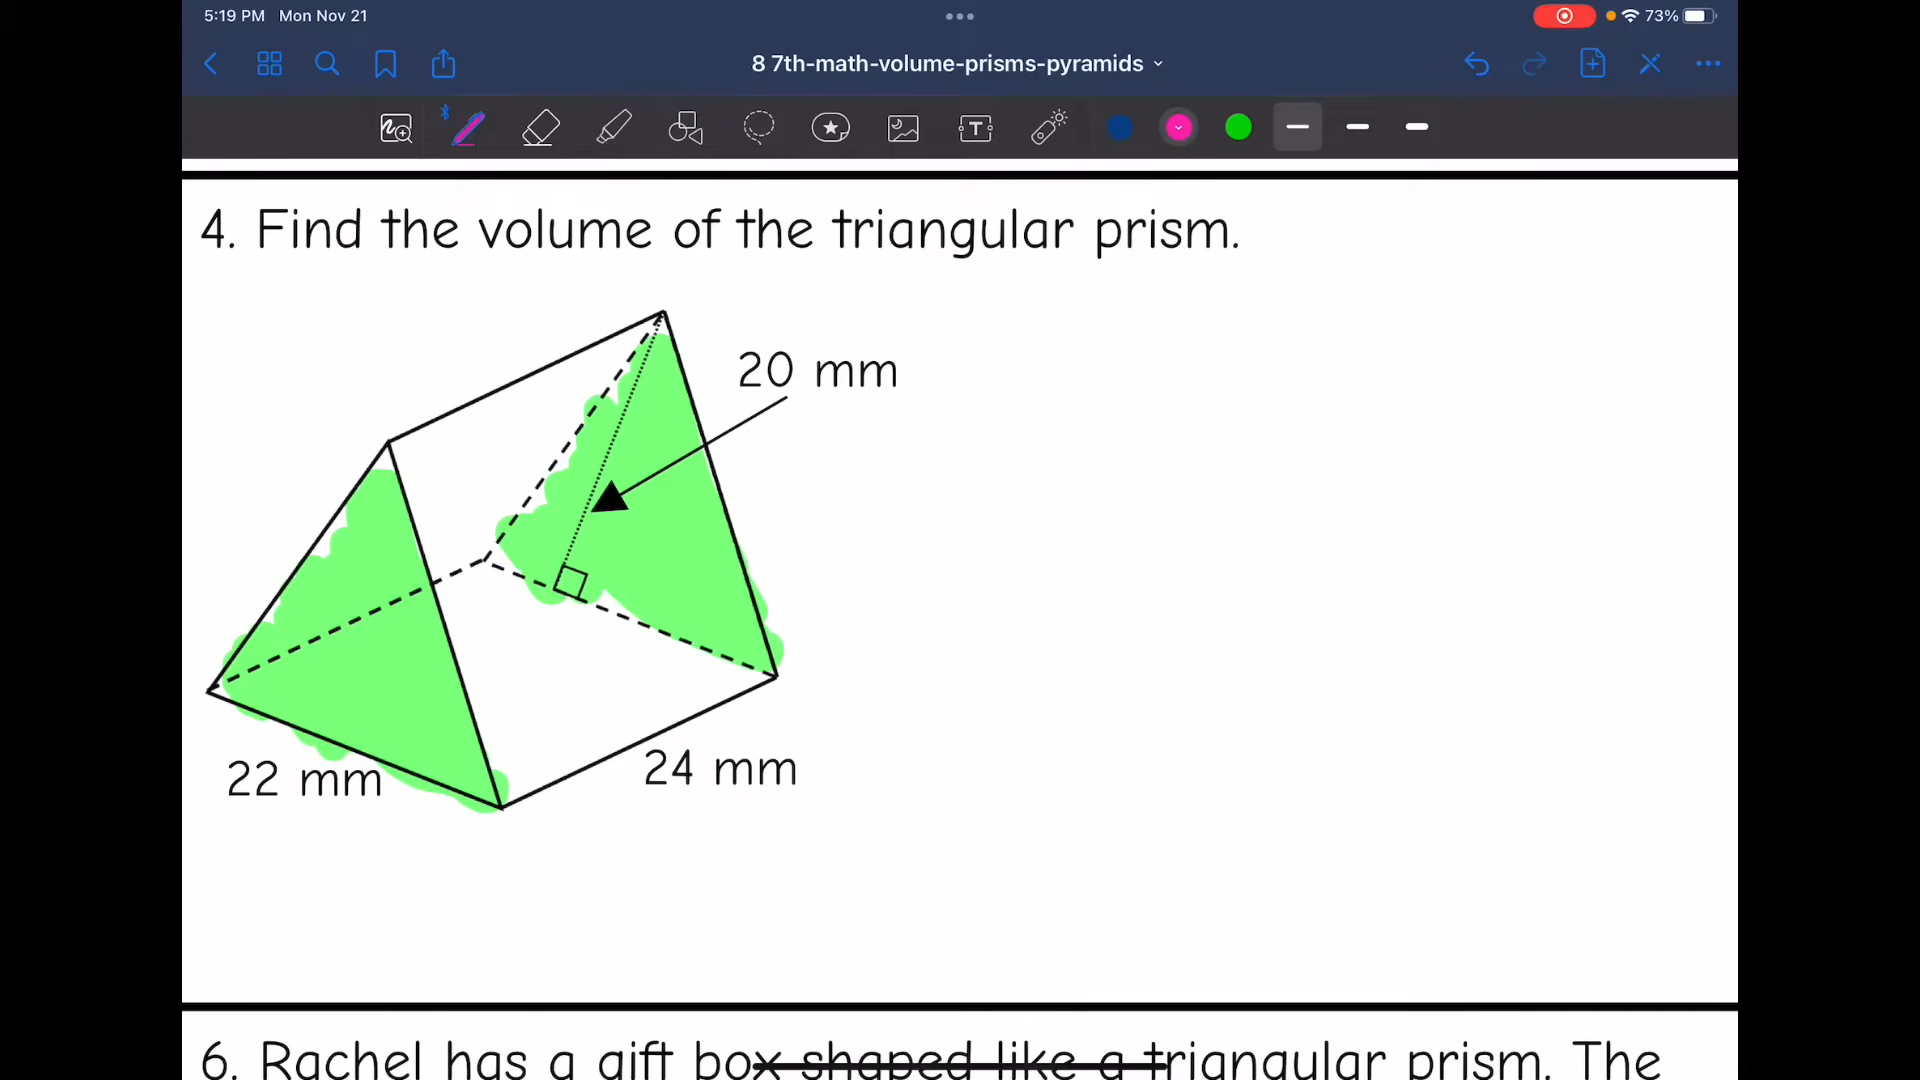 5:19 PM Mon Nov 21
73%
8 7th-math-volume-prisms-pyramids
T
4. Find the volume of the triangular prism.
20 mm
22 mm
24 mm
6. Rachel has a gift box shaped like a triangular prism. The